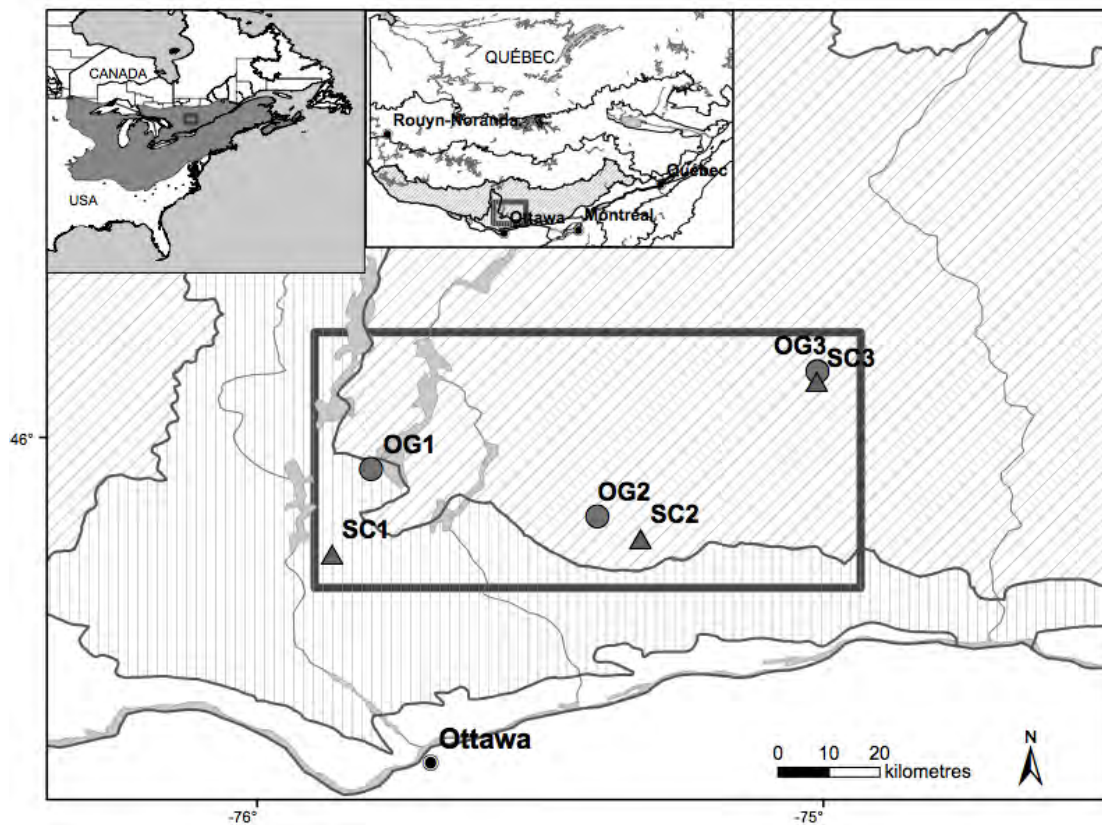 CANADA
USA
QUÉBEC
Rouyn-Noranda
Québec
Ottawa
Montréal
OG3
SC3
46°
OG1
OG2
SC2
SC1
Ottawa
N
0 10 20
kilometres
-76°
-75°